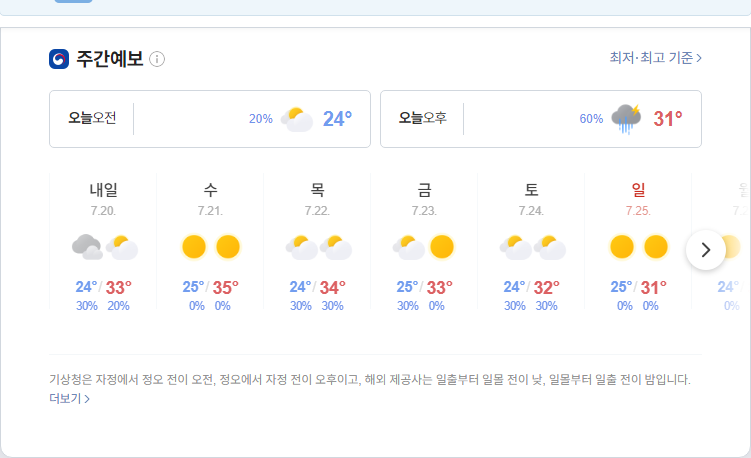 주간예보
최저·최고 기준
오늘오전 20% 24°
오늘오후 60% 31°
내일 수 목 금 토 일
7.20. 7.21. 7.22. 7.23. 7.24. 7.25.
24°/33° 25°/35° 24°/34° 25°/33° 24°/32° 25°/31° 24°
30% 20% 0% 0% 30% 30% 30% 0% 30% 30% 0% 0% 0%
기상청은 자정에서 정오 전이 오전, 정오에서 자정 전이 오후이고, 해외 제공사는 일출부터 일몰 전이 낮, 일몰부터 일출 전이 밤입니다.
더보기